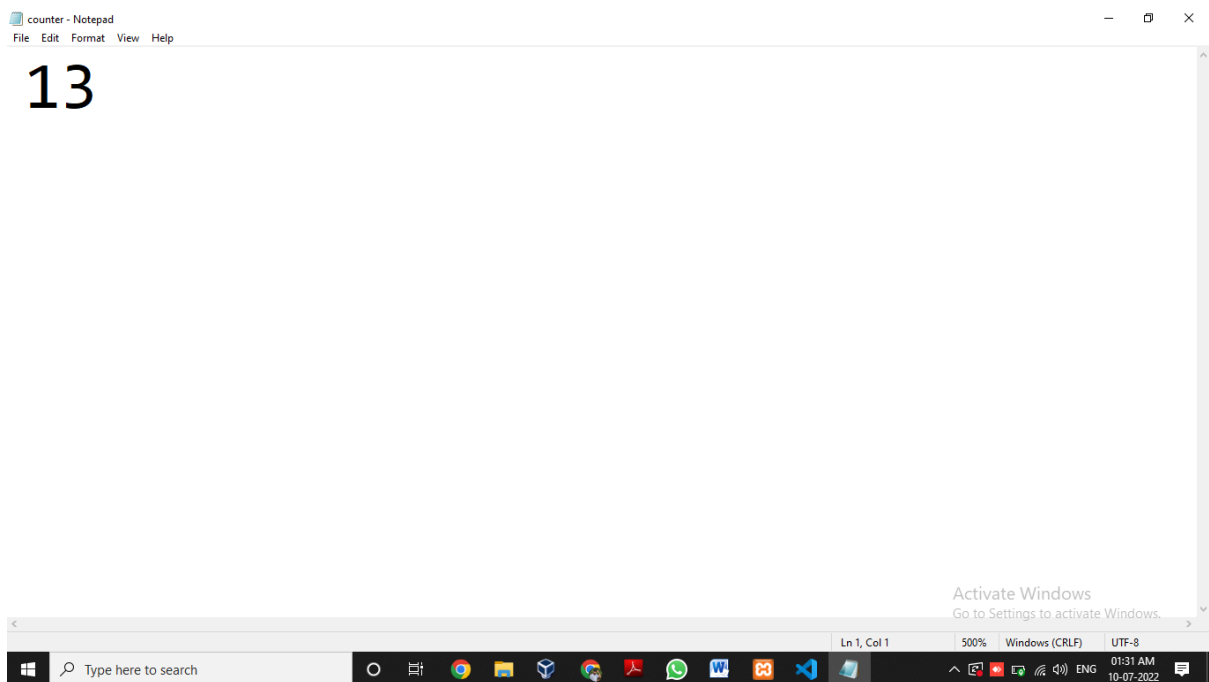 counter - Notepad
File Edit Format View Help
13
Activate Windows
Go to Settings to activate Windows.
Ln 1, Col 1 500% Windows (CRLF) UTF-8
Type here to search
ENG
01:31 AM
10-07-2022